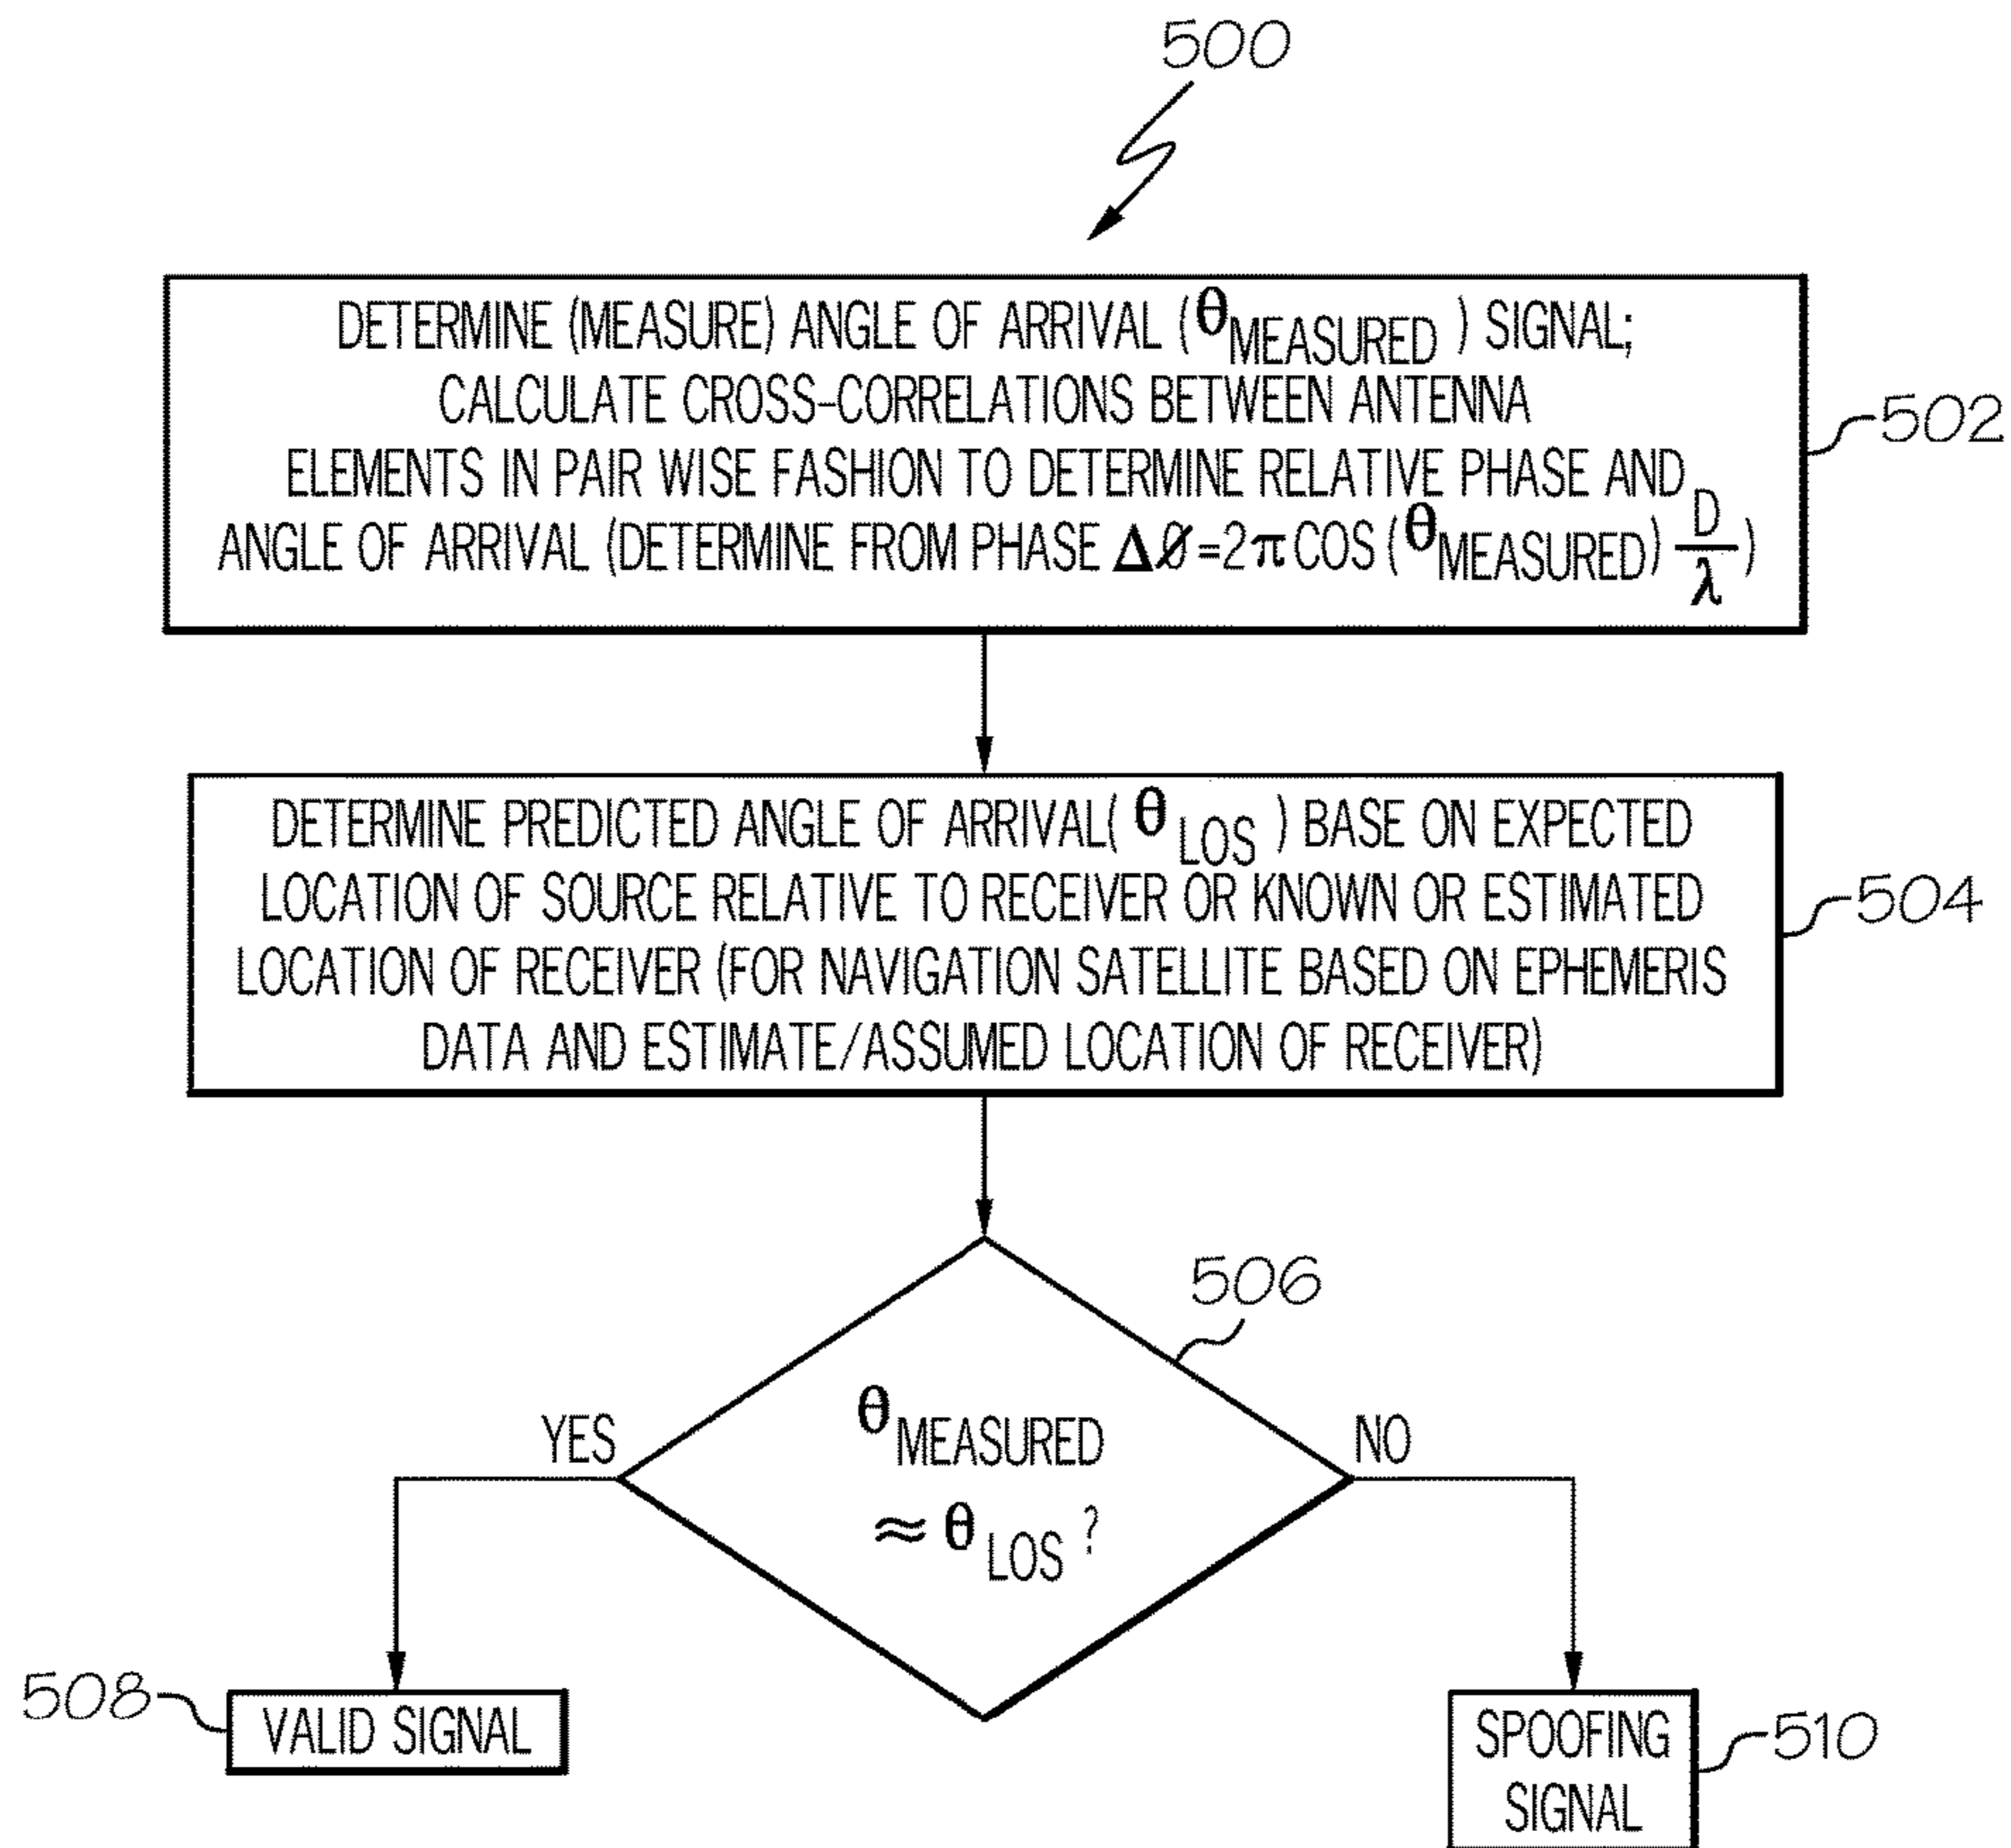 500
DETERMINE (MEASURE) ANGLE OF ARRIVAL (θMEASURED) SIGNAL;
CALCULATE CROSS-CORRELATIONS BETWEEN ANTENNA
ELEMENTS IN PAIR WISE FASHION TO DETERMINE RELATIVE PHASE AND
ANGLE OF ARRIVAL (DETERMINE FROM PHASE Δø=2πCOS(θMEASURED) D/λ)
502
DETERMINE PREDICTED ANGLE OF ARRIVAL(θLOS) BASE ON EXPECTED
LOCATION OF SOURCE RELATIVE TO RECEIVER OR KNOWN OR ESTIMATED
LOCATION OF RECEIVER (FOR NAVIGATION SATELLITE BASED ON EPHEMERIS
DATA AND ESTIMATE/ASSUMED LOCATION OF RECEIVER)
504
506
YES
θMEASURED
≈ θLOS ?
NO
508
VALID SIGNAL
SPOOFING
SIGNAL
510